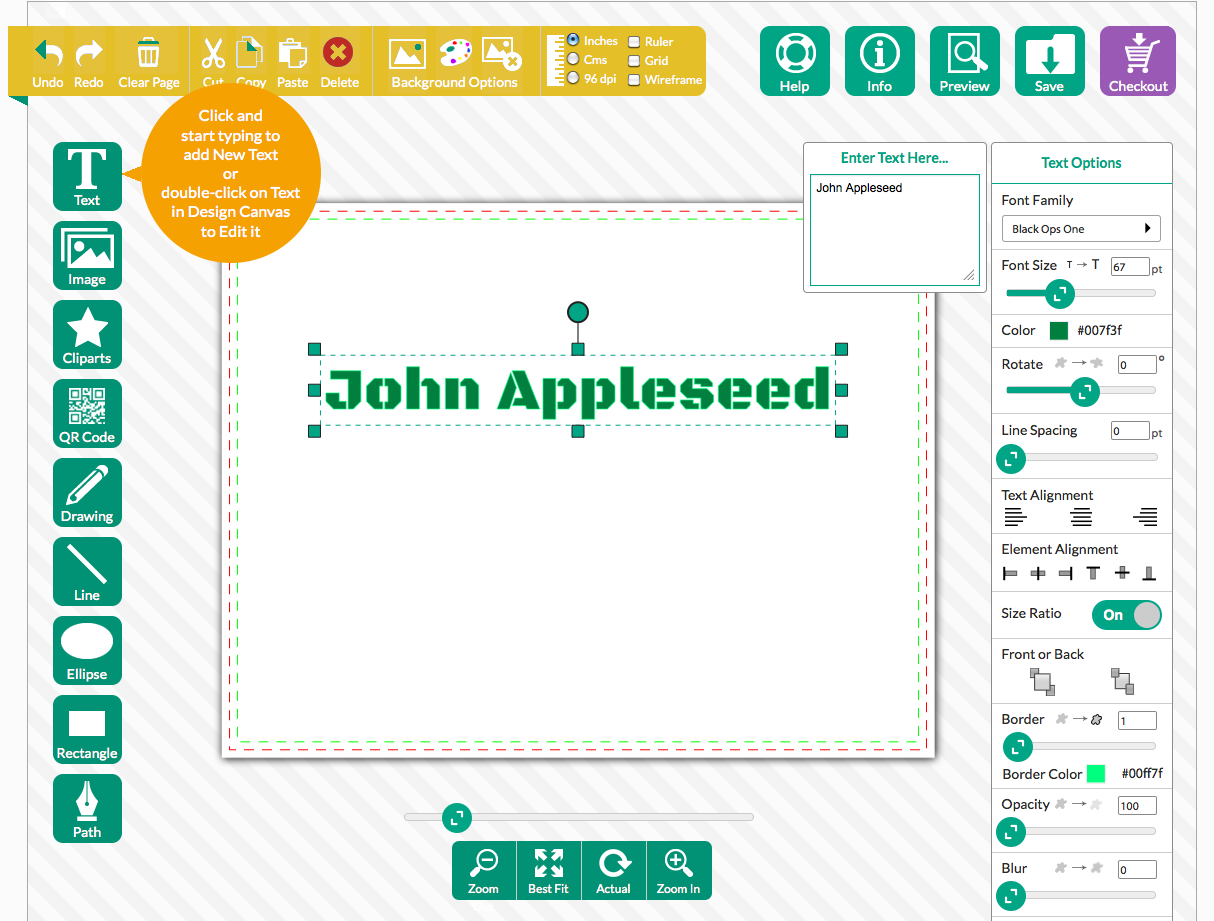 Undo Redo Clear Page Cut Copy Paste Delete Background Options
Inches Ruler
Cms Grid
96 dpi Wireframe
Help Info Preview Save Checkout
Click and
start typing to
add New Text
or
double-click on Text
in Design Canvas
to Edit it
Text
Image
Cliparts
QR Code
Drawing
Line
Ellipse
Rectangle
Path
Enter Text Here...
John Appleseed
John Appleseed
Zoom Best Fit Actual Zoom In
Text Options
Font Family
Black Ops One
Font Size T → T 67 pt
Color #007f3f
Rotate → 0 °
Line Spacing 0 pt
Text Alignment
Element Alignment
Size Ratio On
Front or Back
Border → 1
Border Color #00ff7f
Opacity → 100
Blur → 0